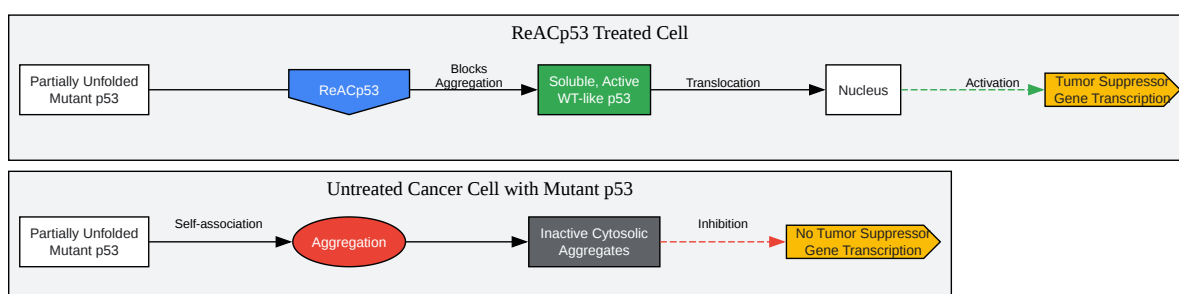 ReACp53 Treated Cell
Partially Unfolded
Mutant p53
ReACp53
Blocks
Aggregation
Soluble, Active
WT-like p53
Translocation
Nucleus
Activation
Tumor Suppressor
Gene Transcription
Untreated Cancer Cell with Mutant p53
Partially Unfolded
Mutant p53
Self-association
Aggregation
Inactive Cytosolic
Aggregates
Inhibition
No Tumor Suppressor
Gene Transcription